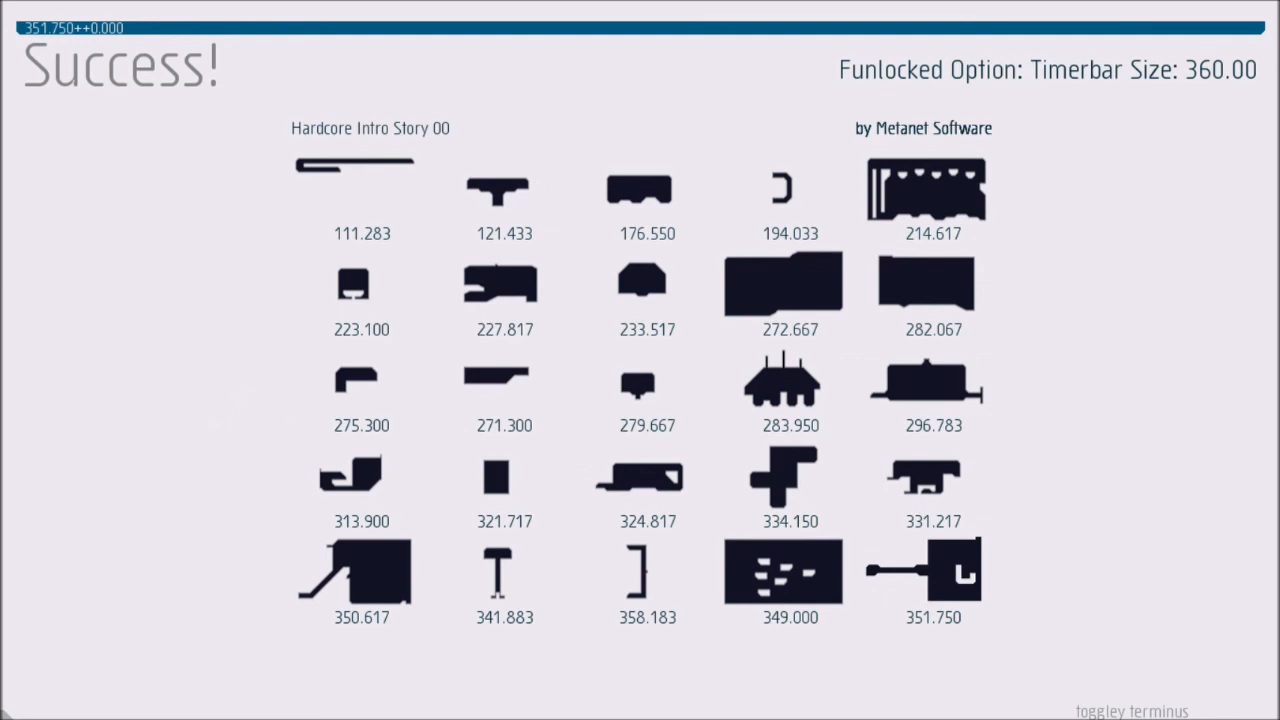 351.750++0.000
Success!
Funlocked Option: Timerbar Size: 360.00
Hardcore Intro Story 00
by Metanet Software
111.283 121.433 176.550 194.033 214.617
223.100 227.817 233.517 272.667 282.067
275.300 271.300 279.667 283.950 296.783
313.900 321.717 324.817 334.150 331.217
350.617 341.883 358.183 349.000 351.750
toggley terminus